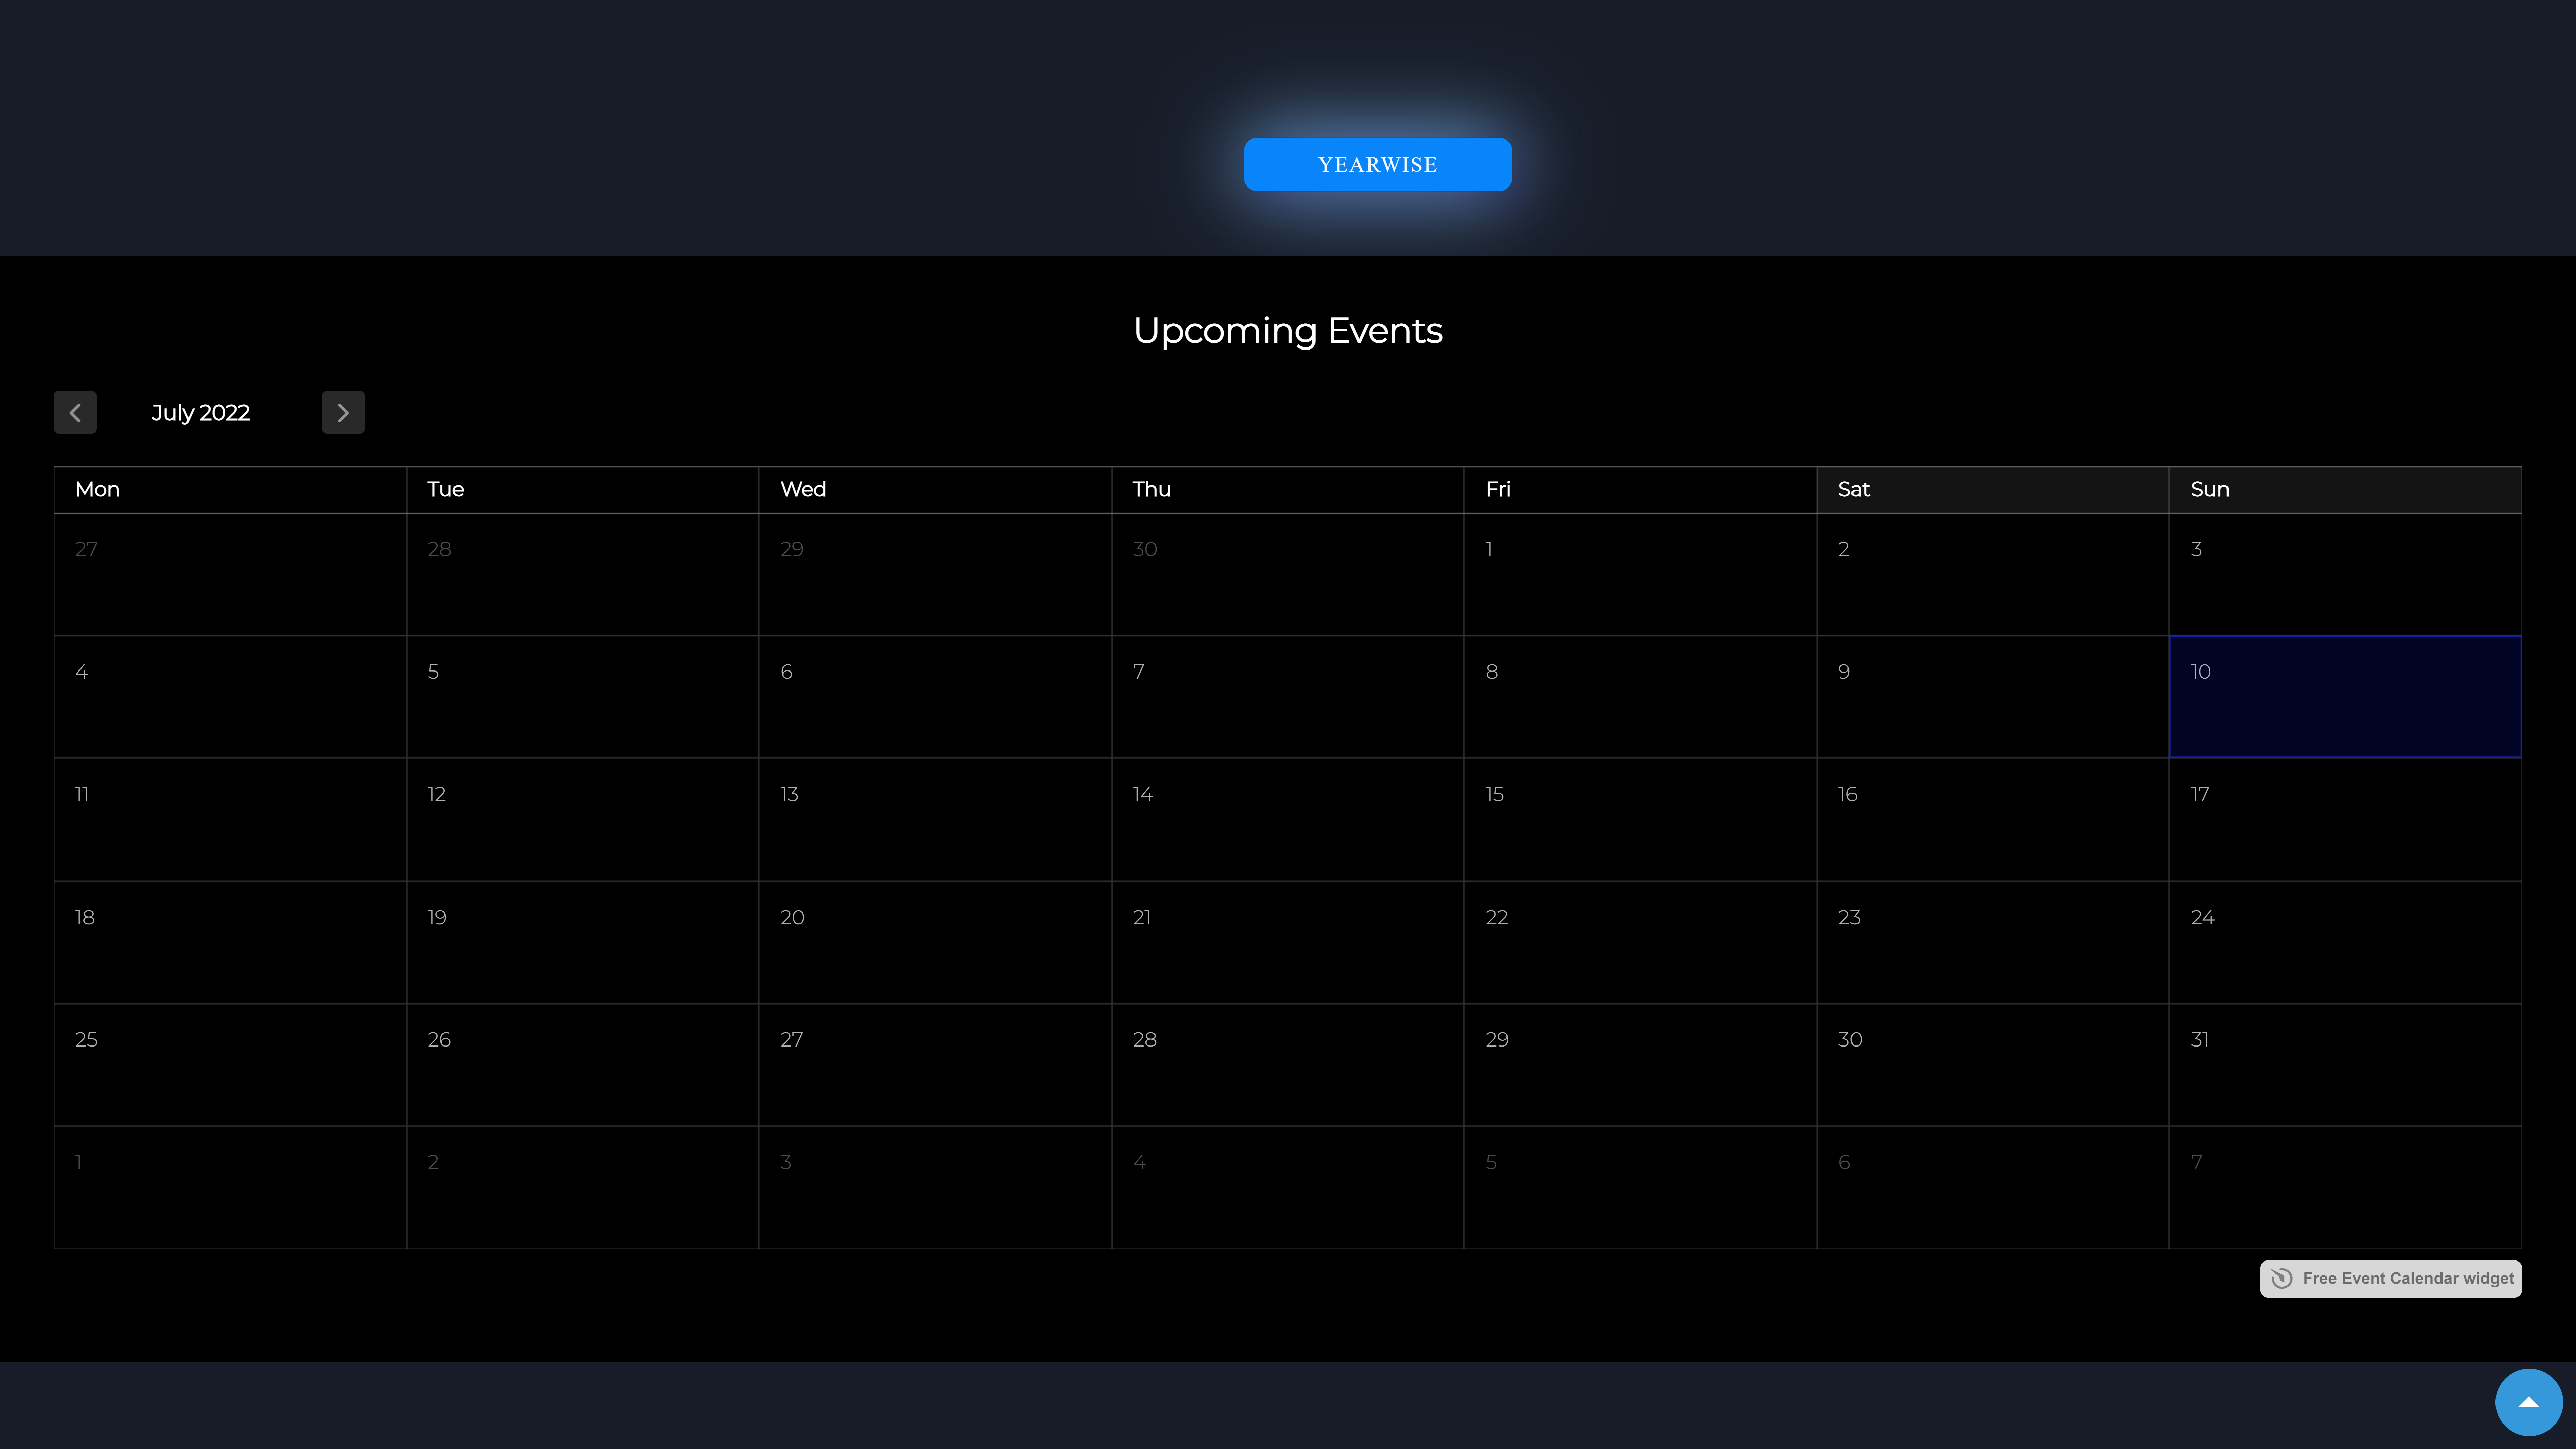 YEARWISE
Upcoming Events
July 2022
Mon Tue Wed Thu Fri Sat Sun
27 28 29 30 1 2 3
4 5 6 7 8 9 10
11 12 13 14 15 16 17
18 19 20 21 22 23 24
25 26 27 28 29 30 31
1 2 3 4 5 6 7
Free Event Calendar widget